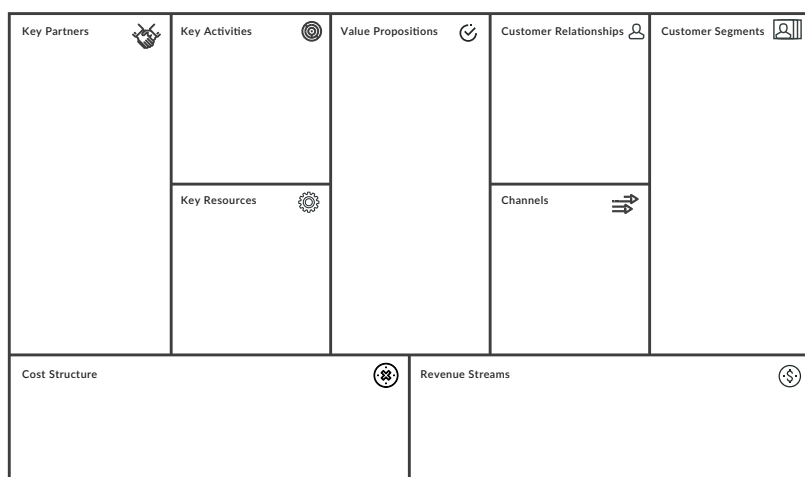 Key Partners
Key Activities
Value Propositions
Customer Relationships
Customer Segments
Key Resources
Channels
Cost Structure
Revenue Streams